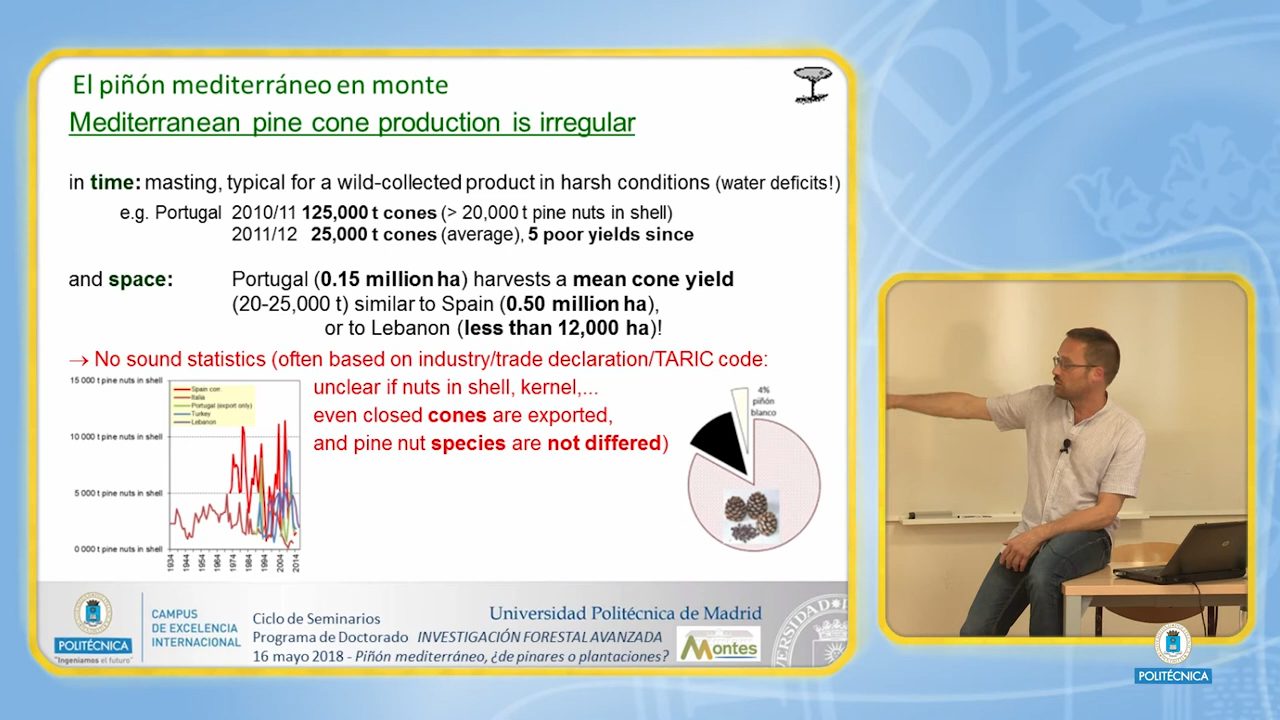 El piñón mediterráneo en monte
Mediterranean pine cone production is irregular
in time: masting, typical for a wild-collected product in harsh conditions (water deficits!)
e.g. Portugal 2010/11 125,000 t cones (> 20,000 t pine nuts in shell)
2011/12 25,000 t cones (average), 5 poor yields since
and space: Portugal (0.15 million ha) harvests a mean cone yield
(20-25,000 t) similar to Spain (0.50 million ha),
or to Lebanon (less than 12,000 ha)!
→ No sound statistics (often based on industry/trade declaration/TARIC code:
unclear if nuts in shell, kernel,...
even closed cones are exported,
and pine nut species are not differed)
15 000 t pine nuts in shell
10 000 t pine nuts in shell
5 000 t pine nuts in shell
0 000 t pine nuts in shell
Spain corr.
Italia
Portugal (export only)
Turkey
Lebanon
1934
1944
1954
1964
1974
1984
1994
2004
2014
4%
piñón
blanco
POLITÉCNICA
"Ingeniamos el futuro"
CAMPUS
DE EXCELENCIA
INTERNACIONAL
Ciclo de Seminarios
Universidad Politécnica de Madrid
Programa de Doctorado INVESTIGACIÓN FORESTAL AVANZADA
16 mayo 2018 - Piñón mediterráneo, ¿de pinares o plantaciones?
Montes
POLITÉCNICA